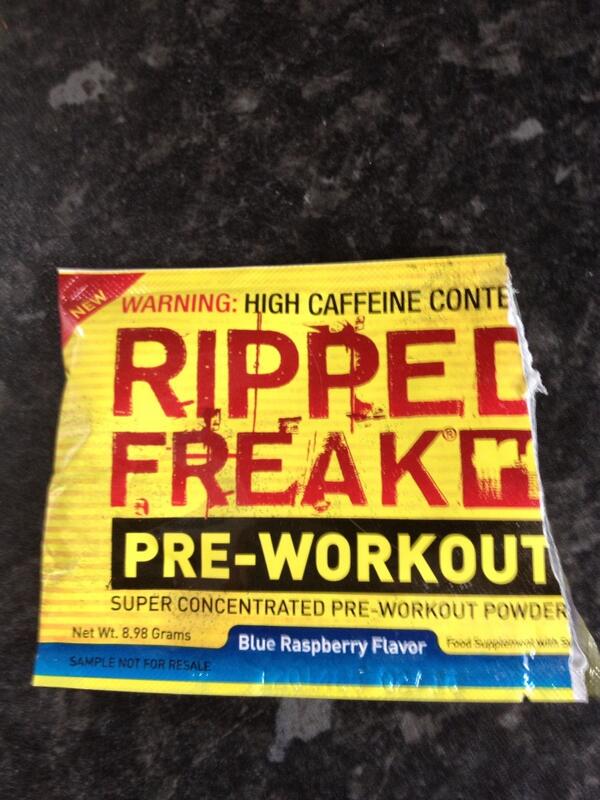 NEW
WARNING: HIGH CAFFEINE CONTE
RIPPED
FREAK®
PRE-WORKOUT
SUPER CONCENTRATED PRE-WORKOUT POWDER
Net Wt. 8.98 Grams
Blue Raspberry Flavor
Food Supplement with
SAMPLE NOT FOR RESALE